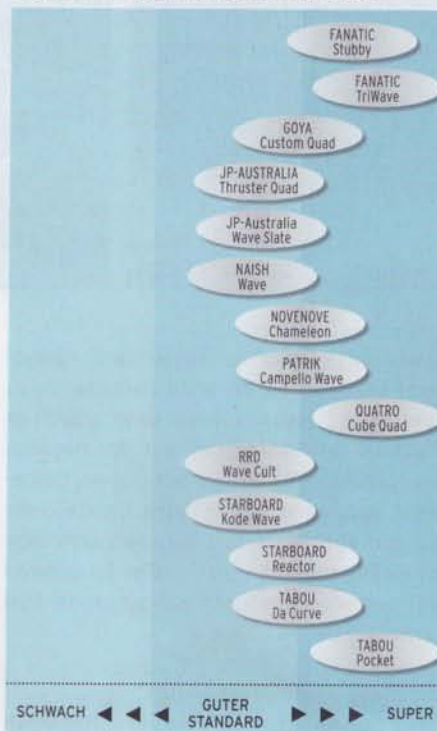 FANATIC
Stubby
FANATIC
TriWave
GOYA
Custom Quad
JP-AUSTRALIA
Thruster Quad
JP-Australia
Wave Slate
NAISH
Wave
NOVENOVE
Chameleon
PATRIK
Campello Wave
QUATRO
Cube Quad
RRD
Wave Cult
STARBOARD
Kode Wave
STARBOARD
Reactor
TABOU
Da Curve
TABOU
Pocket
SCHWACH ◄ ◄ ◄ GUTER STANDARD ► ► ► SUPER